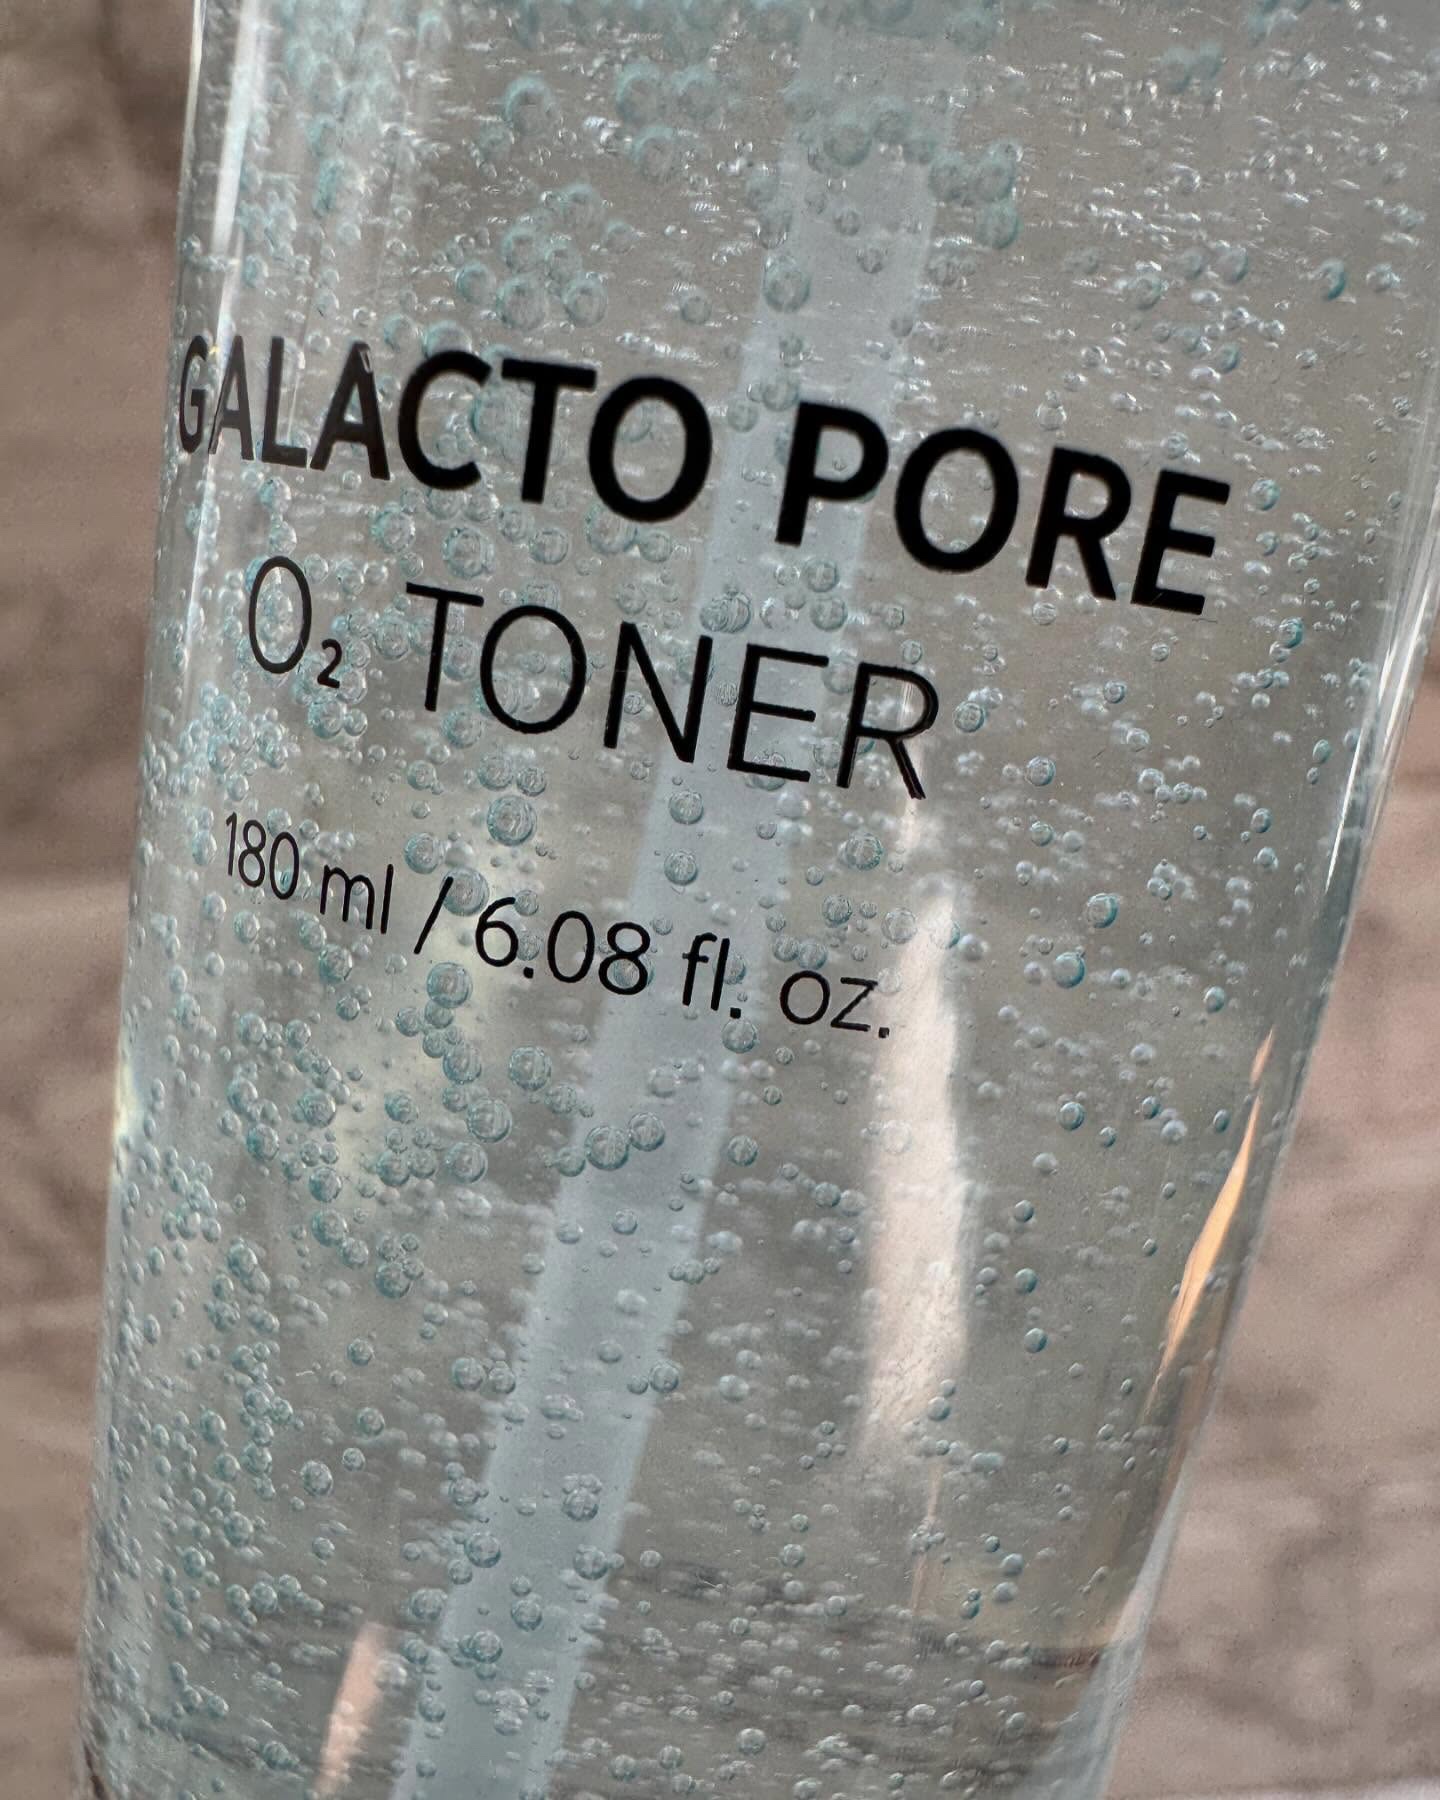 GALACTO PORE
O₂ TONER
180 ml / 6.08 fl. oz.